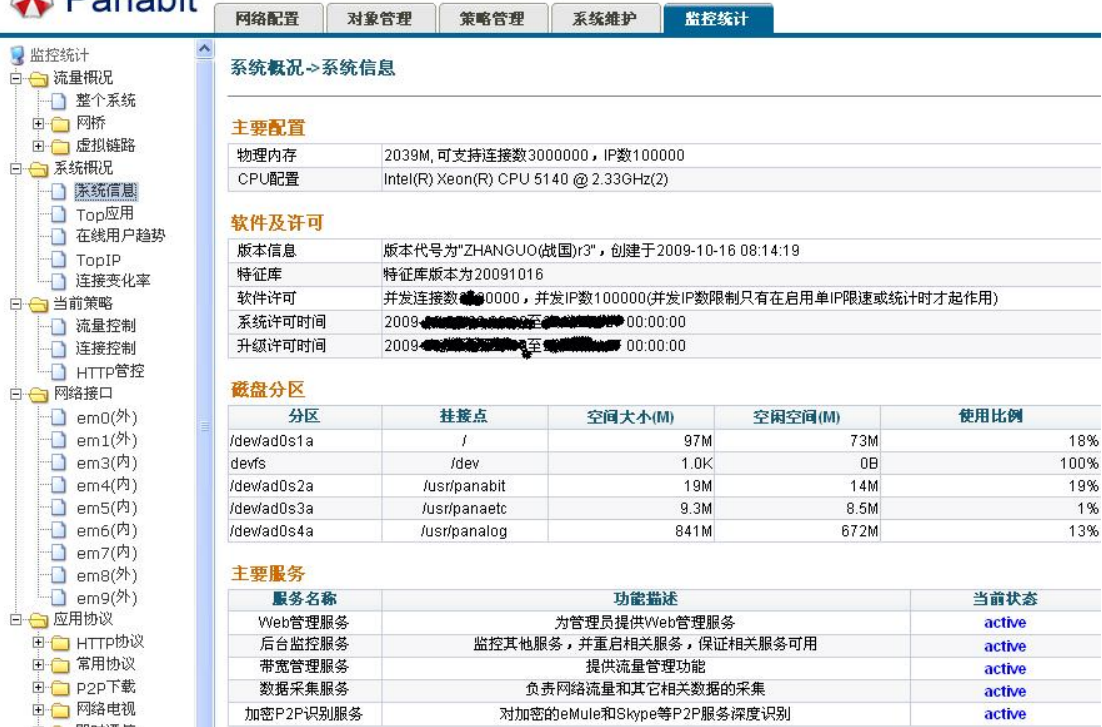 Panabit
网络配置 对象管理 策略管理 系统维护 监控统计
监控统计
流量概况
整个系统
网桥
虚拟链路
系统概况
系统信息
Top应用
在线用户趋势
TopIP
连接变化率
当前策略
流量控制
连接控制
HTTP管控
网络接口
em0(外)
em1(外)
em3(内)
em4(内)
em5(内)
em6(内)
em7(内)
em8(外)
em9(外)
应用协议
HTTP协议
常用协议
P2P下载
网络电视
系统概况->系统信息
主要配置
物理内存 2039M, 可支持连接数3000000，IP数100000
CPU配置 Intel(R) Xeon(R) CPU 5140 @ 2.33GHz(2)
软件及许可
版本信息 版本代号为"ZHANGUO(战国)r3"，创建于2009-10-16 08:14:19
特征库 特征库版本为20091016
软件许可 并发连接数 0000，并发IP数100000(并发IP数限制只有在启用单IP限速或统计时才起作用)
系统许可时间 2009- 至 00:00:00
升级许可时间 2009- 至 00:00:00
磁盘分区
分区 挂接点 空间大小(M) 空闲空间(M) 使用比例
/dev/ad0s1a / 97M 73M 18%
devfs /dev 1.0K 0B 100%
/dev/ad0s2a /usr/panabit 19M 14M 19%
/dev/ad0s3a /usr/panaetc 9.3M 8.5M 1%
/dev/ad0s4a /usr/panalog 841M 672M 13%
主要服务
服务名称 功能描述 当前状态
Web管理服务 为管理员提供Web管理服务 active
后台监控服务 监控其他服务，并重启相关服务，保证相关服务可用 active
带宽管理服务 提供流量管理功能 active
数据采集服务 负责网络流量和其它相关数据的采集 active
加密P2P识别服务 对加密的eMule和Skype等P2P服务深度识别 active